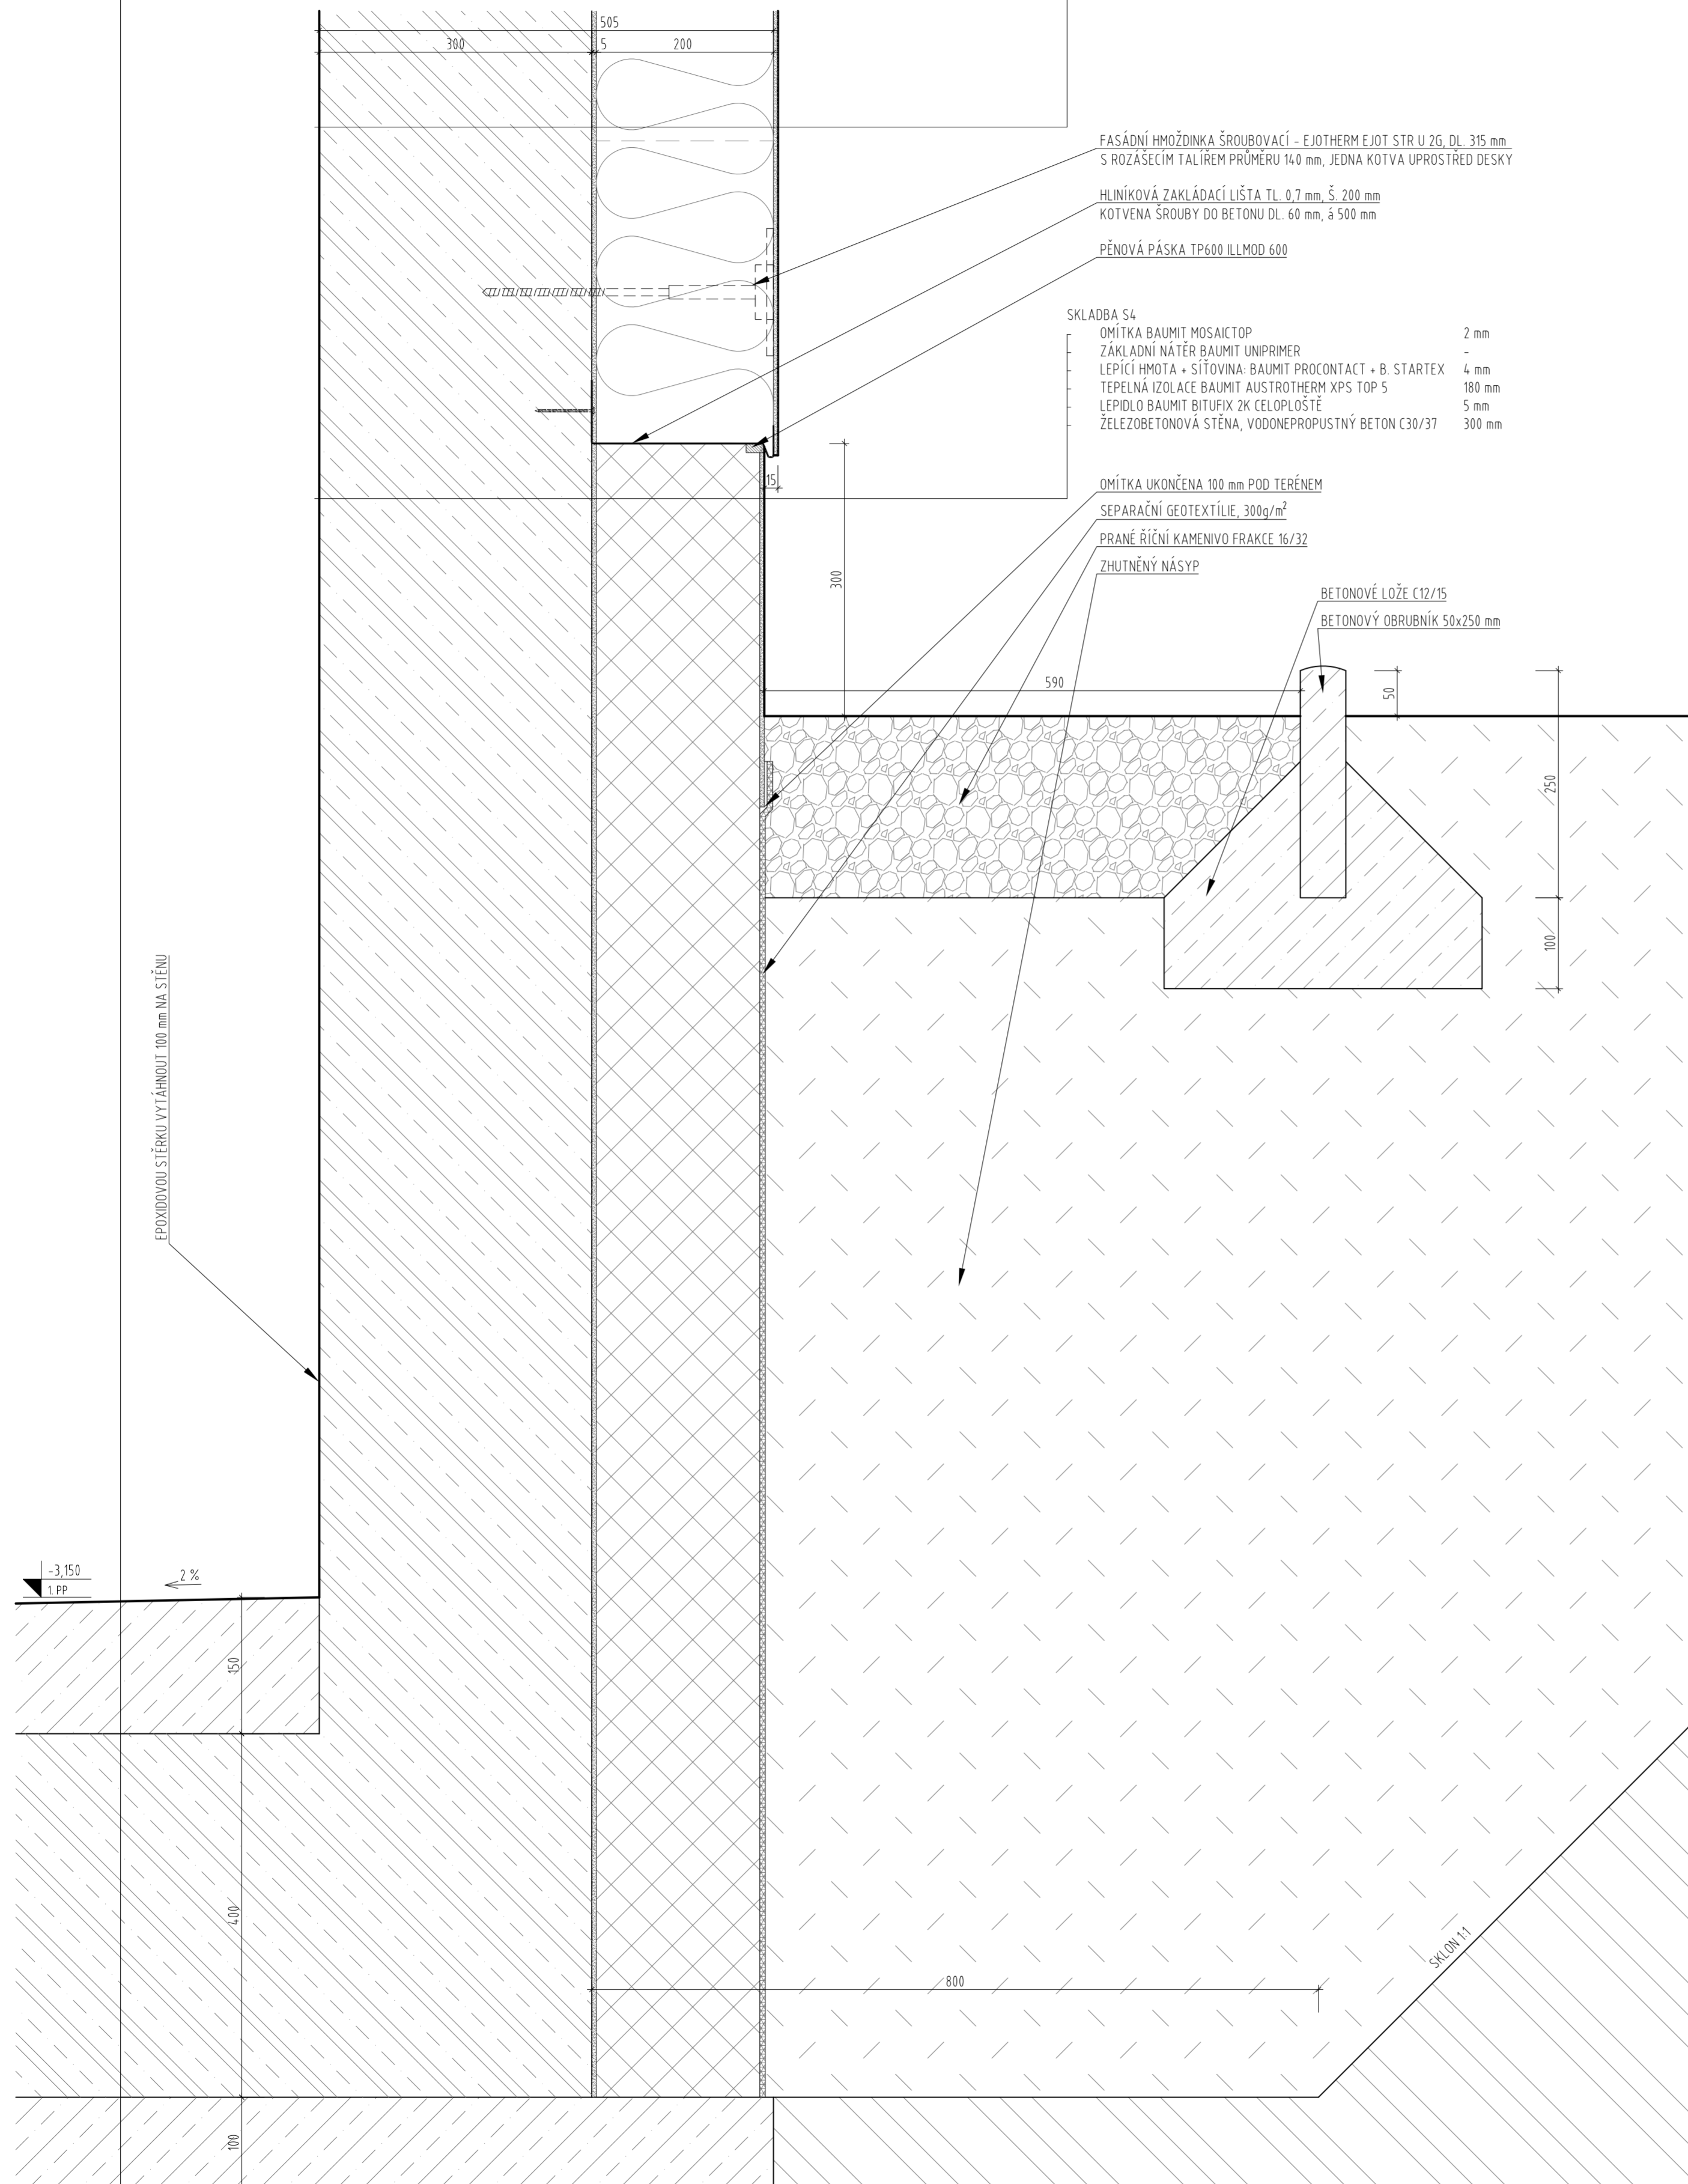 505
300
5
200
FASÁDNÍ HMOŽDINKA ŠROUBOVACÍ - EJOTHERM EJOT STR U 2G, DL. 315 mm
S ROZÁŠECÍM TALÍŘEM PRŮMĚRU 140 mm, JEDNA KOTVA UPROSTŘED DESKY
HLINÍKOVÁ ZAKLÁDACÍ LIŠTA TL. 0,7 mm, Š. 200 mm
KOTVENA ŠROUBY DO BETONU DL. 60 mm, á 500 mm
PĚNOVÁ PÁSKA TP600 ILLMOD 600
SKLADBA S4
OMÍTKA BAUMIT MOSAICTOP 2 mm
ZÁKLADNÍ NÁTĚR BAUMIT UNIPRIMER -
LEPÍCÍ HMOTA + SÍŤOVINA: BAUMIT PROCONTACT + B. STARTEX 4 mm
TEPELNÁ IZOLACE BAUMIT AUSTROTHERM XPS TOP 5 180 mm
LEPIDLO BAUMIT BITUFIX 2K CELOPLOŠTĚ 5 mm
ŽELEZOBETONOVÁ STĚNA, VODONEPROPUSTNÝ BETON C30/37 300 mm
15
OMÍTKA UKONČENA 100 mm POD TERÉNEM
SEPARAČNÍ GEOTEXTÍLIE, 300g/m²
PRANÉ ŘÍČNÍ KAMENIVO FRAKCE 16/32
ZHUTNĚNÝ NÁSYP
300
BETONOVÉ LOŽE C12/15
BETONOVÝ OBRUBNÍK 50x250 mm
590
50
250
100
EPOXIDOVOU STĚRKU VYTÁHNOUT 100 mm NA STĚNU
-3,150
1. PP
2 %
150
400
SKLON 1:1
800
100